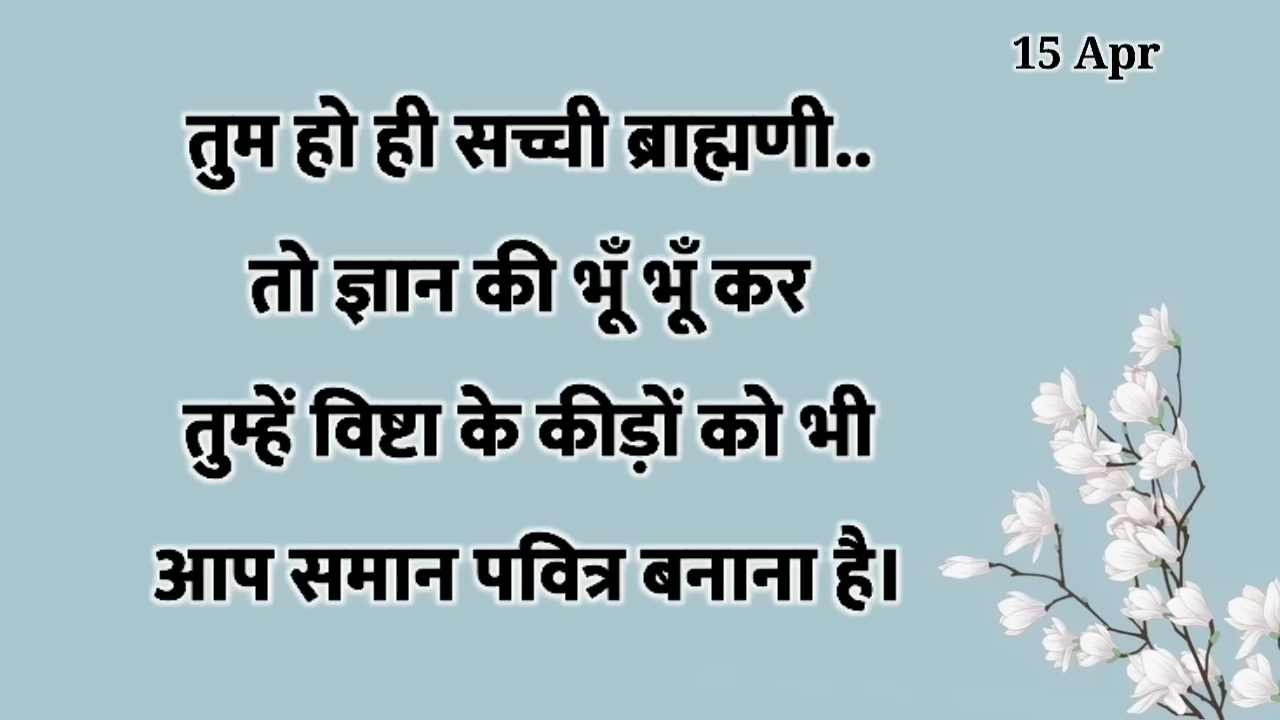 15 Apr
तुम हो ही सच्ची ब्राह्मणी..
तो ज्ञान की भूँ भूँ कर
तुम्हें विष्टा के कीड़ों को भी
आप समान पवित्र बनाना है।